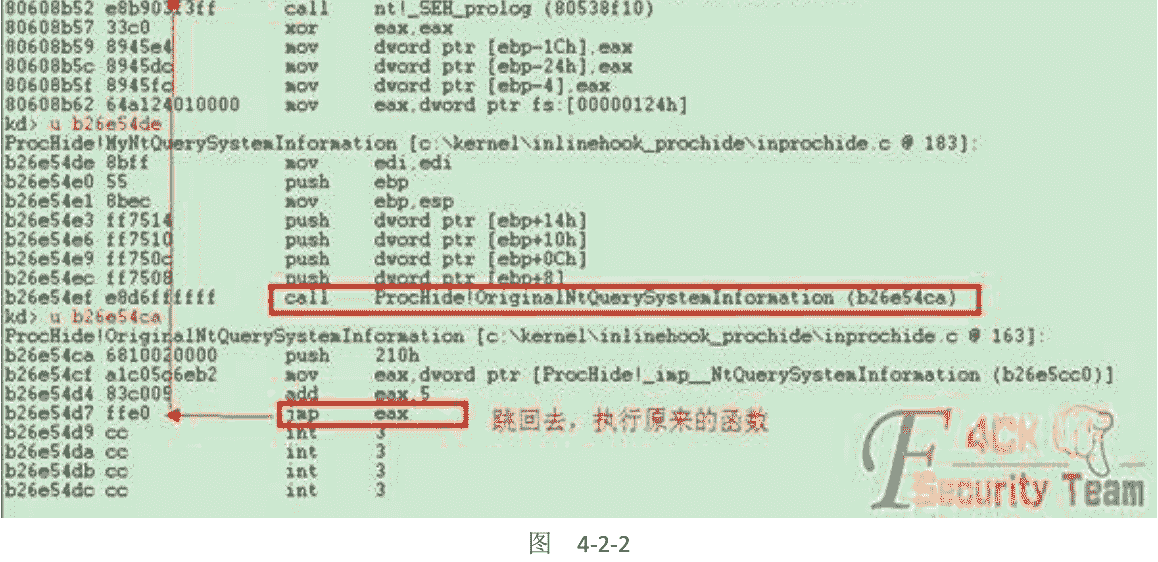 80608b52 e8b903f3ff call nt!_SEH_prolog (80538f10)
80608b57 33c0 xor eax,eax
80608b59 8945e4 mov dword ptr [ebp-1Ch],eax
80608b5c 8945dc mov dword ptr [ebp-24h],eax
80608b5f 8945fc mov dword ptr [ebp-4],eax
80608b62 64a124010000 mov eax,dword ptr fs:[00000124h]
kd> u b26e54de
ProcHide!MyNtQuerySystemInformation [c:\kernel\inlinehook_prochide\inprochide.c @ 183]:
b26e54de 8bff mov edi,edi
b26e54e0 55 push ebp
b26e54e1 8bec mov ebp,esp
b26e54e3 ff7514 push dword ptr [ebp+14h]
b26e54e6 ff7510 push dword ptr [ebp+10h]
b26e54e9 ff750c push dword ptr [ebp+0Ch]
b26e54ec ff7508 push dword ptr [ebp+8]
b26e54ef e8d6ffffff call ProcHide!OriginalNtQuerySystemInformation (b26e54ca)
kd> u b26e54ca
ProcHide!OriginalNtQuerySystemInformation [c:\kernel\inlinehook_prochide\inprochide.c @ 163]:
b26e54ca 6810020000 push 210h
b26e54cf a1c05c6eb2 mov eax,dword ptr [ProcHide!_imp__NtQuerySystemInformation (b26e5cc0)]
b26e54d4 83c005 add eax,5
b26e54d7 ffe0 jmp eax 跳回去，执行原来的函数
b26e54d9 cc int 3
b26e54da cc int 3
b26e54db cc int 3
b26e54dc cc int 3
F4CK
Security Team
图 4-2-2